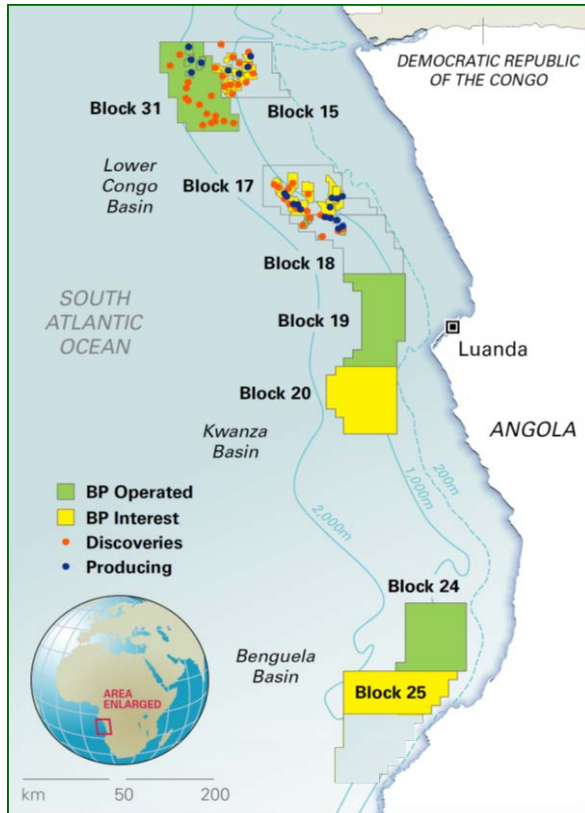 DEMOCRATIC REPUBLIC
OF THE CONGO
Block 31
Block 15
Lower
Congo
Basin
Block 17
Block 18
SOUTH
ATLANTIC
OCEAN
Block 19
Luanda
Block 20
Kwanza
Basin
ANGOLA
BP Operated
BP Interest
Discoveries
Producing
2,000m
1,000m
200m
Block 24
Benguela
Basin
Block 25
AREA
ENLARGED
km 50 200